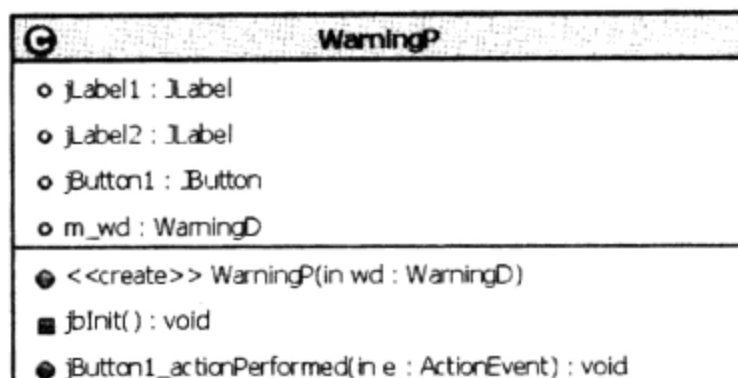 C WarningP
jLabel1 : JLabel
jLabel2 : JLabel
jButton1 : JButton
m_wd : WarningD
<<create>> WarningP(in wd : WarningD)
jbInit() : void
jButton1_actionPerformed(in e : ActionEvent) : void